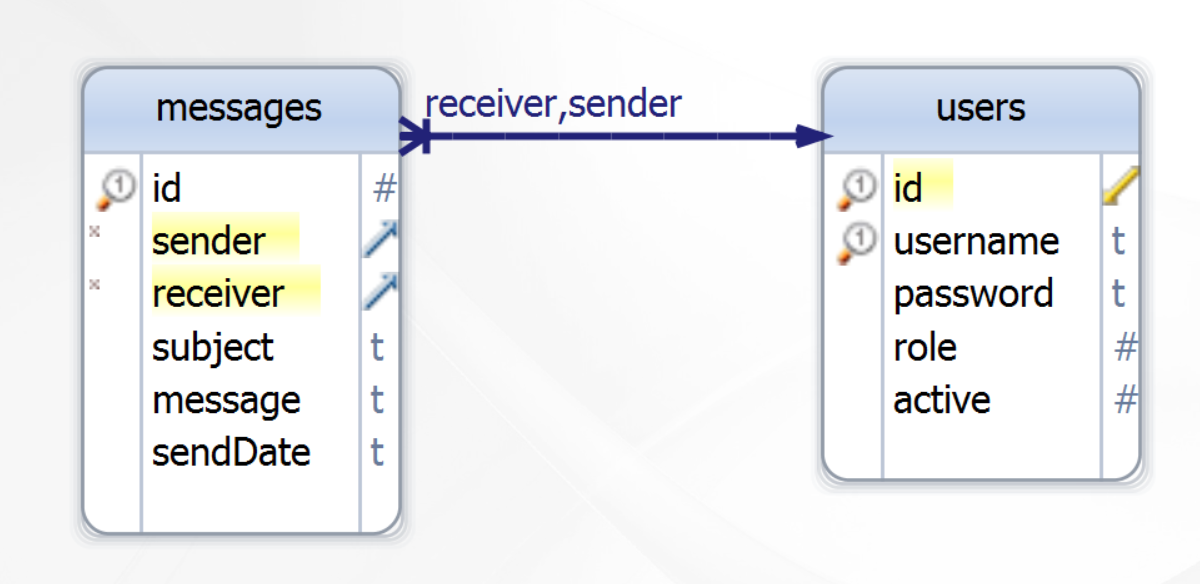 messages
receiver,sender
users
id #
sender
receiver
subject t
message t
sendDate t
id
username t
password t
role #
active #